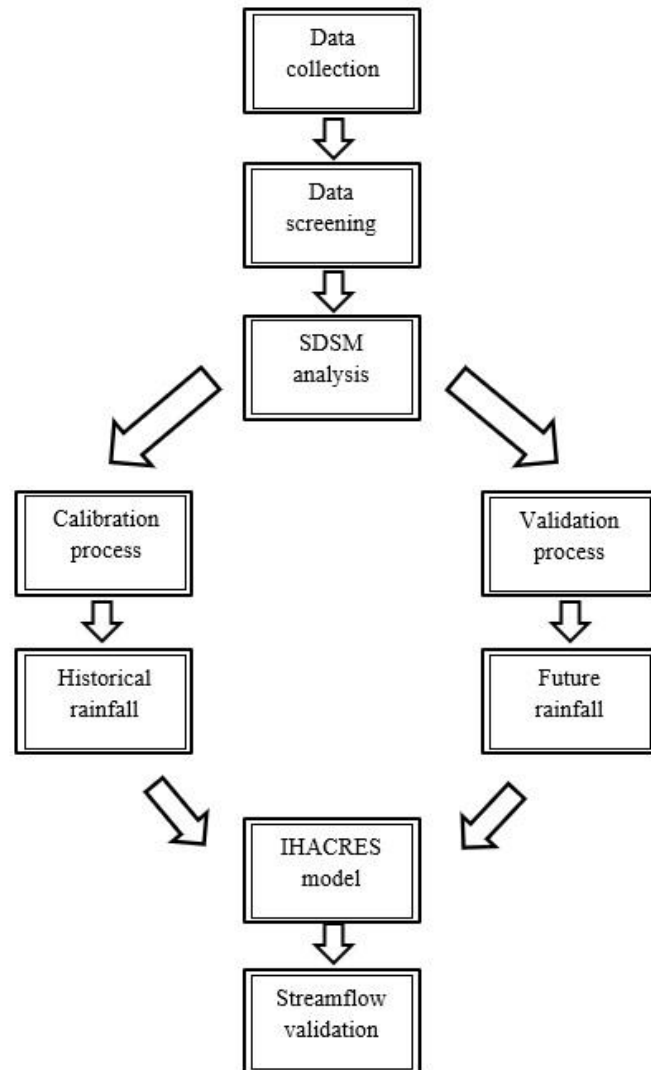 Data
collection
Data
screening
SDSM
analysis
Calibration
process
Validation
process
Historical
rainfall
Future
rainfall
IHACRES
model
Streamflow
validation